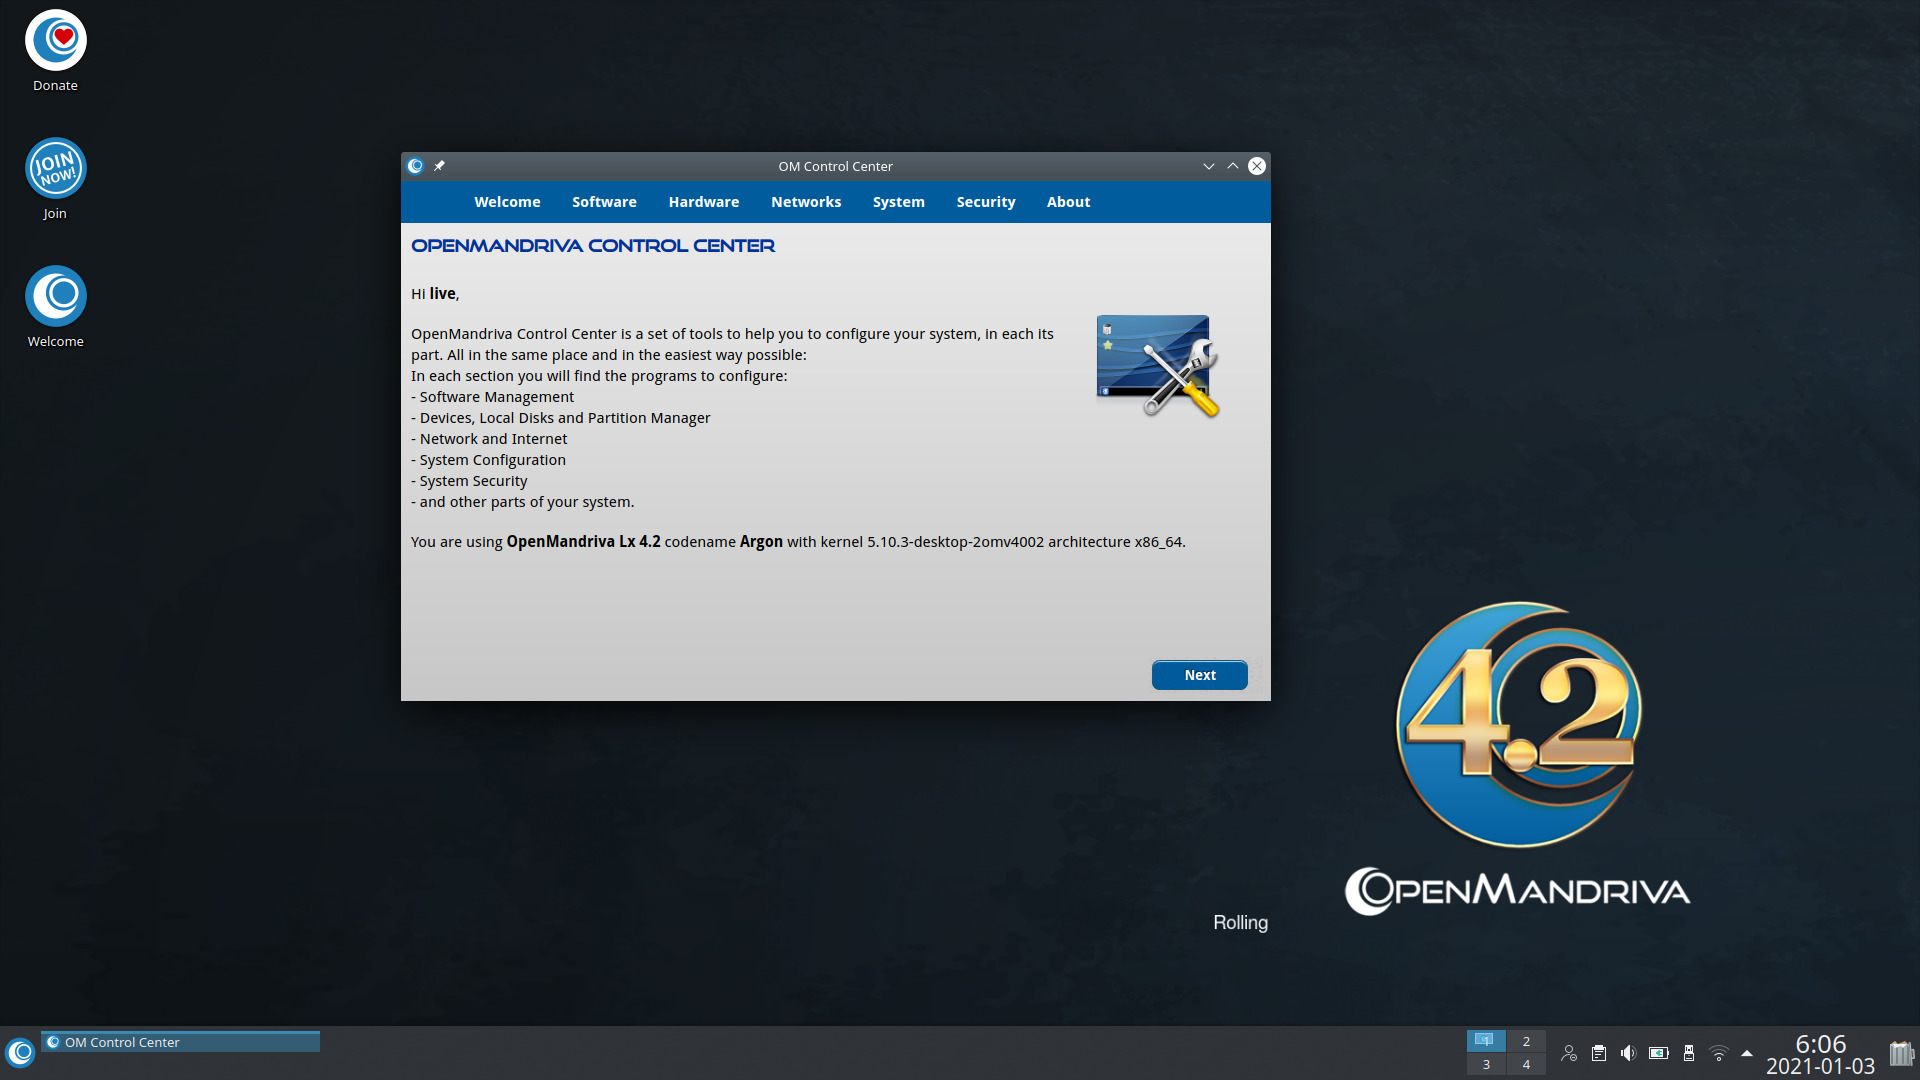 Donate
JOIN
NOW!
Join
Welcome
OM Control Center
Welcome Software Hardware Networks System Security About
OPENMANDRIVA CONTROL CENTER
Hi live,
OpenMandriva Control Center is a set of tools to help you to configure your system, in each its
part. All in the same place and in the easiest way possible:
In each section you will find the programs to configure:
- Software Management
- Devices, Local Disks and Partition Manager
- Network and Internet
- System Configuration
- System Security
- and other parts of your system.
You are using OpenMandriva Lx 4.2 codename Argon with kernel 5.10.3-desktop-2omv4002 architecture x86_64.
Next
4.2
OPENMANDRIVA
Rolling
OM Control Center
1 2
3 4
6:06
2021-01-03